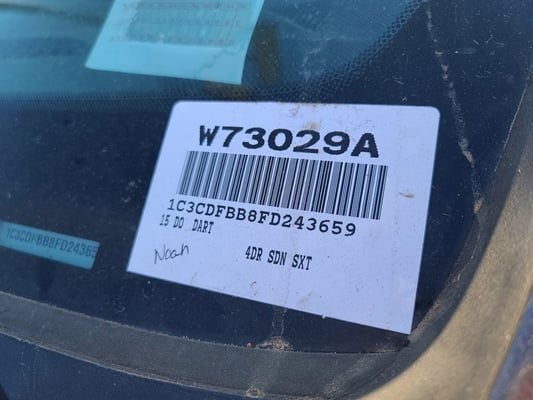 W73029A
1C3CDFBB8FD243659
15 DO DART
4DR SDN SXT
Noah
1C3CDFBB8FD24365